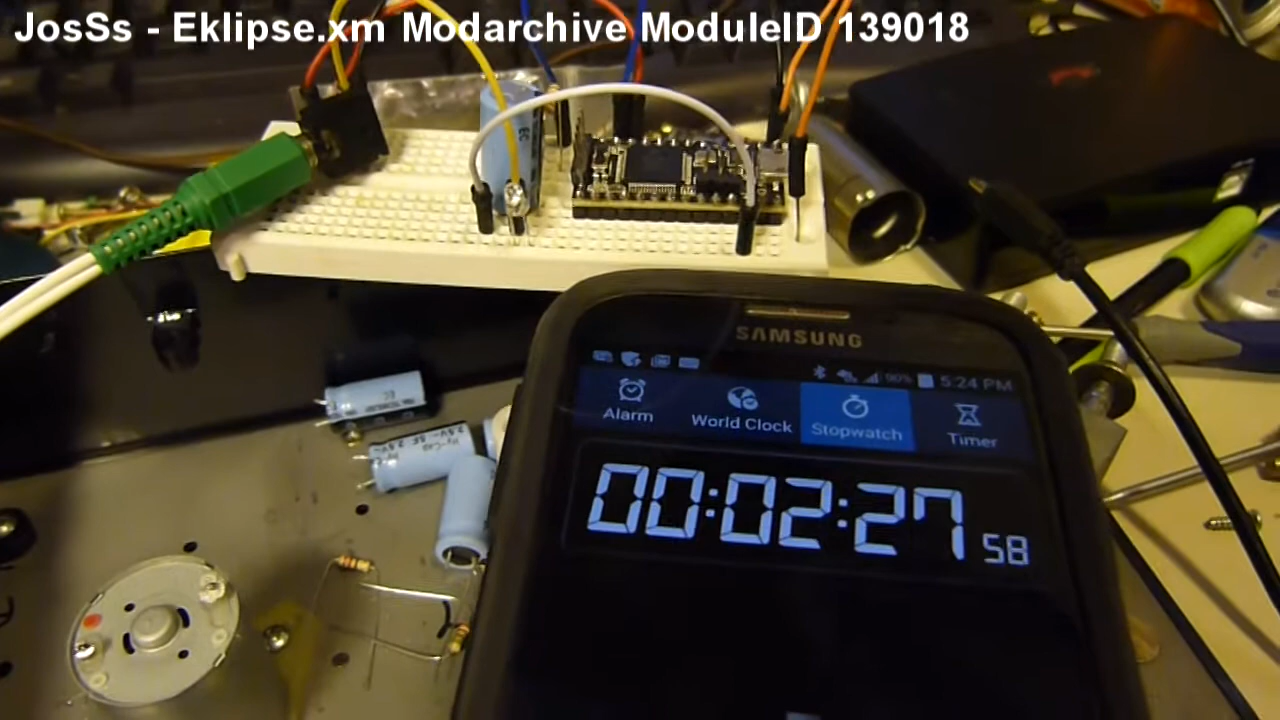 JosSs - Eklipse.xm Modarchive ModuleID 139018
SAMSUNG
90% 5:24 PM
Alarm World Clock Stopwatch Timer
00:02:27 58